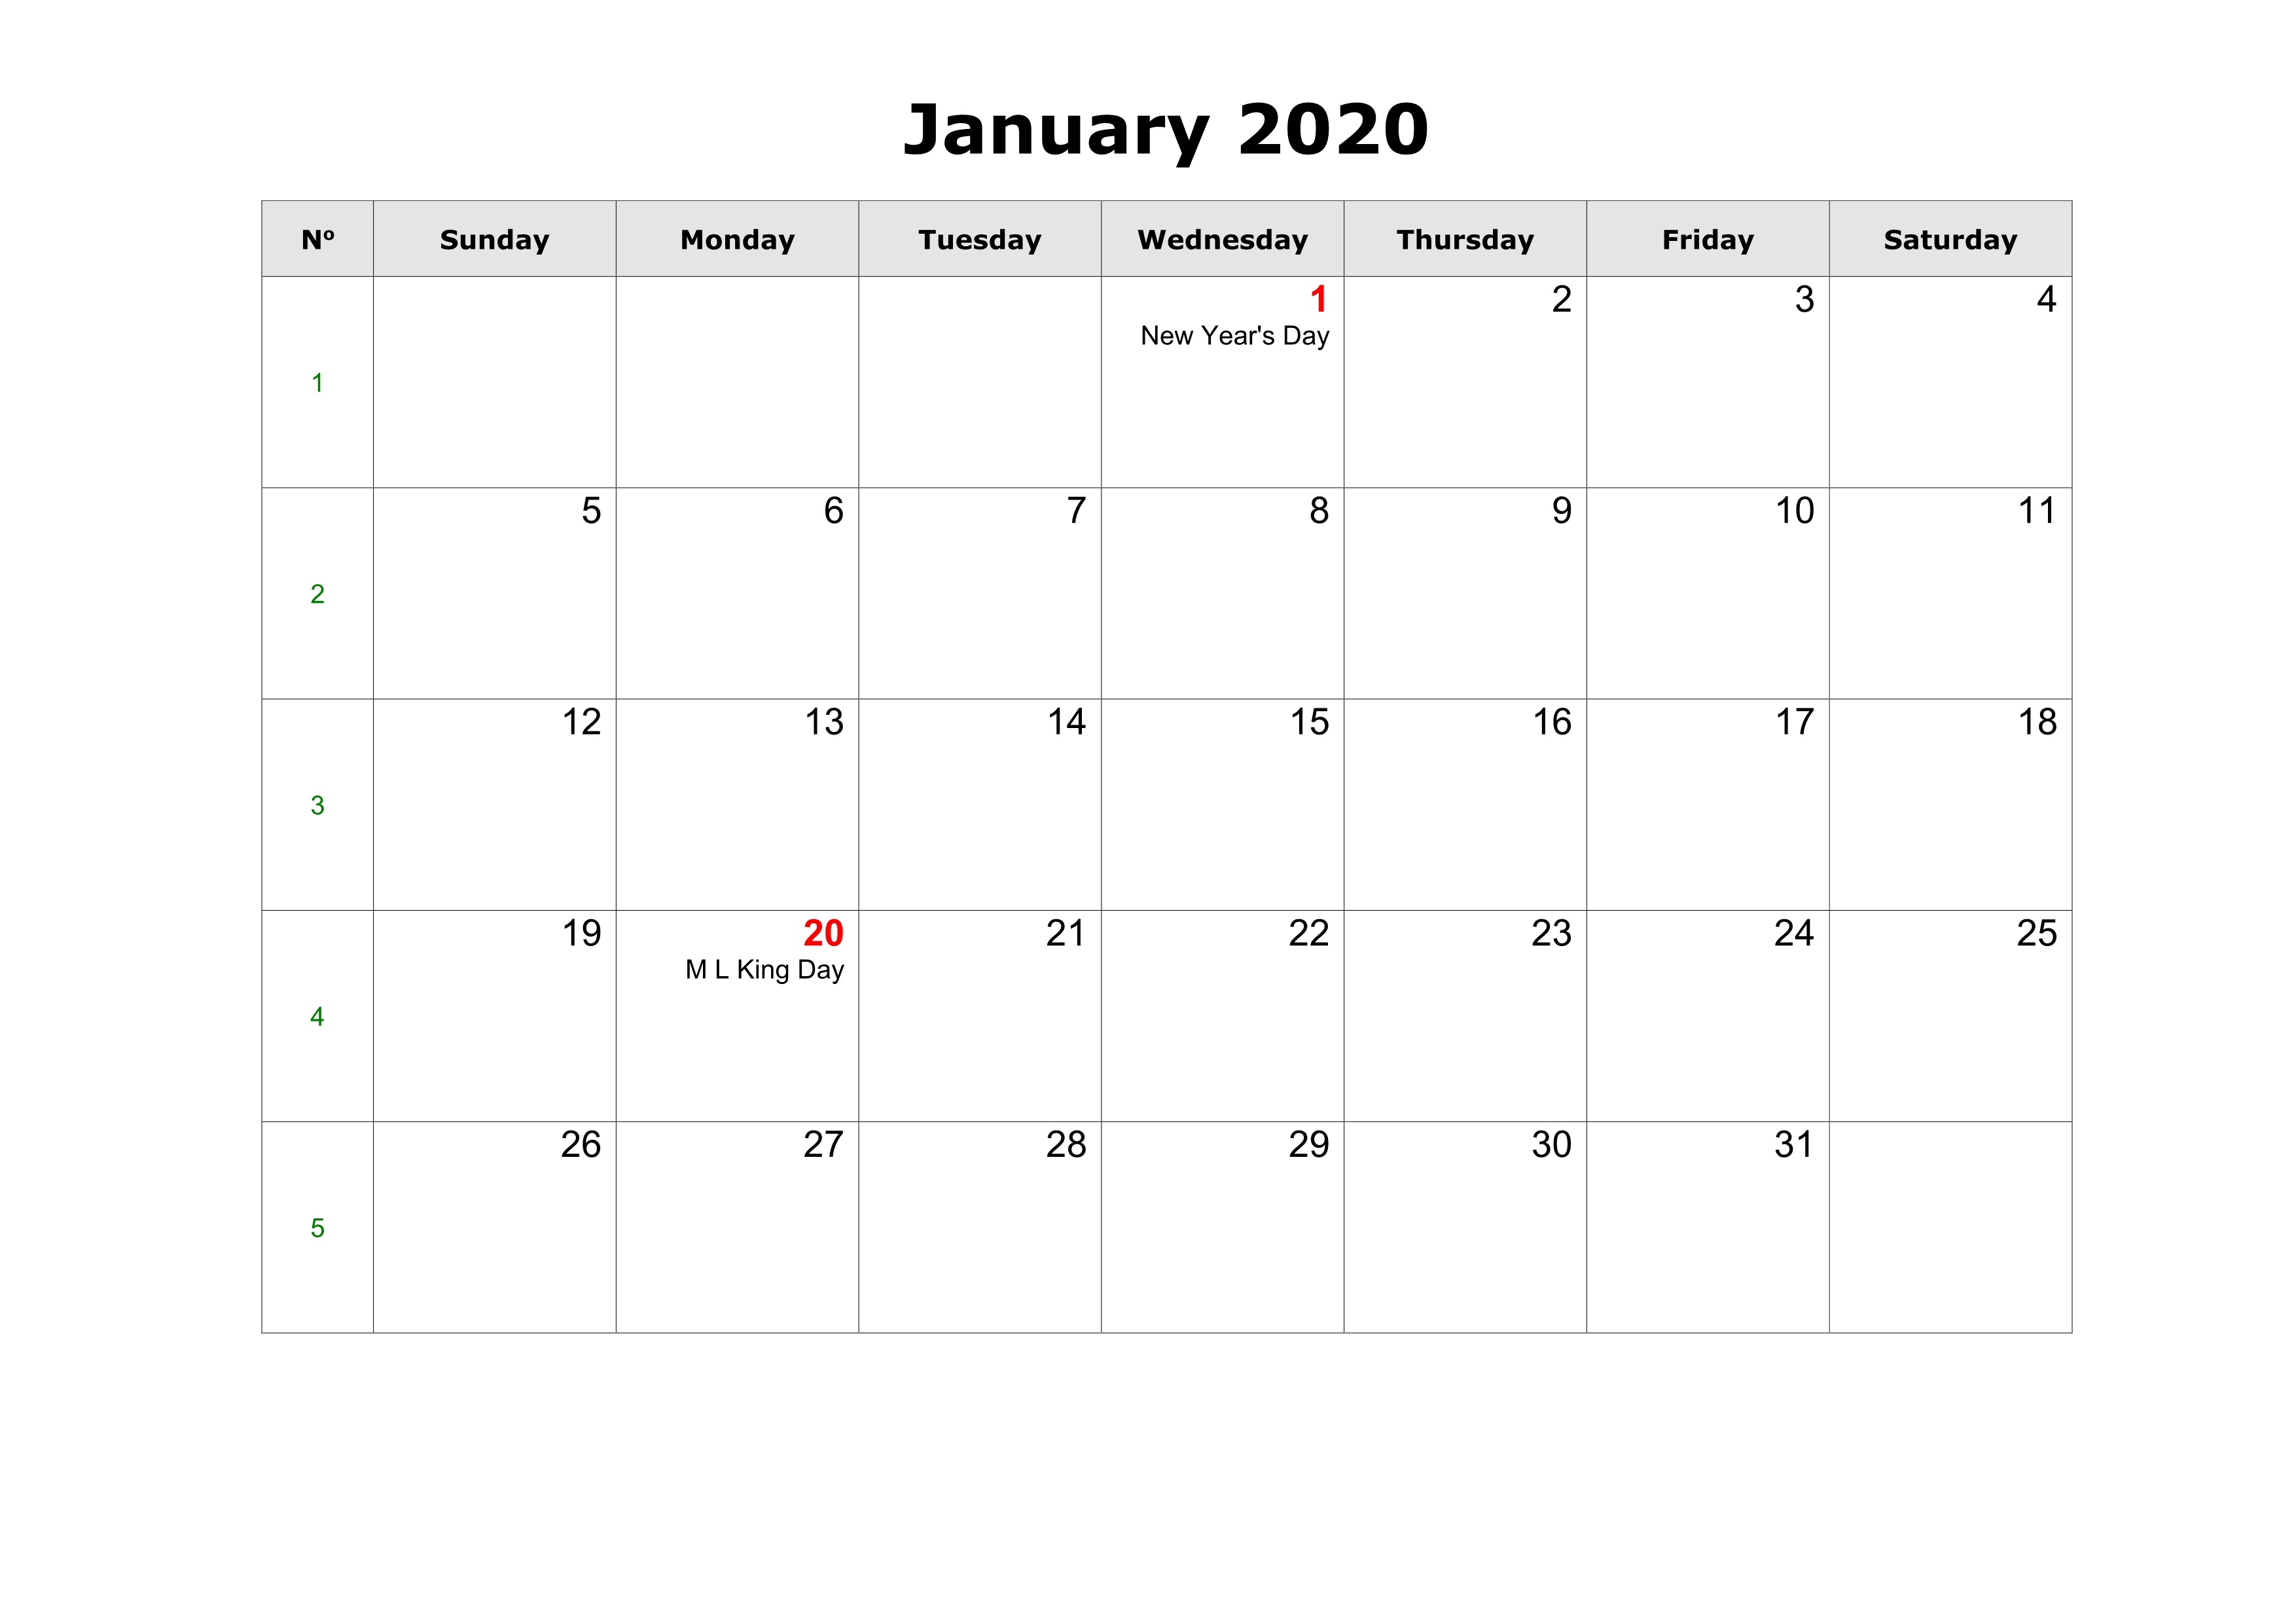 January 2020
Nº Sunday Monday Tuesday Wednesday Thursday Friday Saturday
1 2 3 4
New Year's Day
1
5 6 7 8 9 10 11
2
12 13 14 15 16 17 18
3
19 20 21 22 23 24 25
M L King Day
4
26 27 28 29 30 31
5